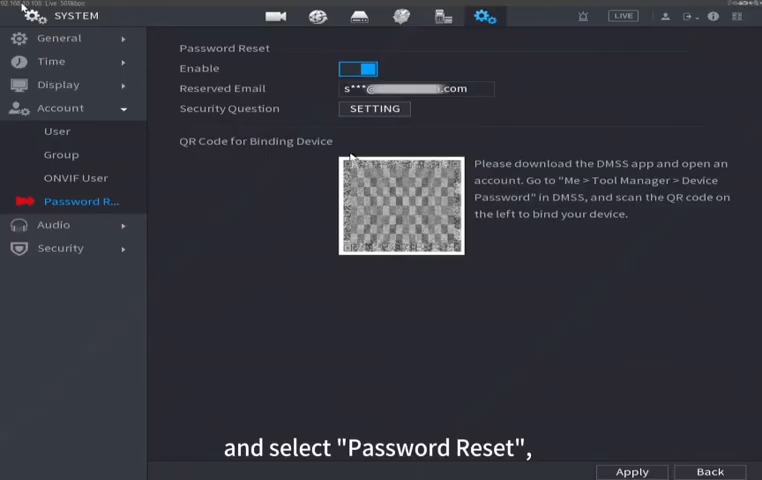 SYSTEM
LIVE
General
Time
Display
Account
User
Group
ONVIF User
Password R...
Audio
Security
Password Reset
Enable
Reserved Email s***@ .com
Security Question SETTING
QR Code for Binding Device
Please download the DMSS app and open an
account. Go to "Me > Tool Manager > Device
Password" in DMSS, and scan the QR code on
the left to bind your device.
and select "Password Reset",
Apply Back